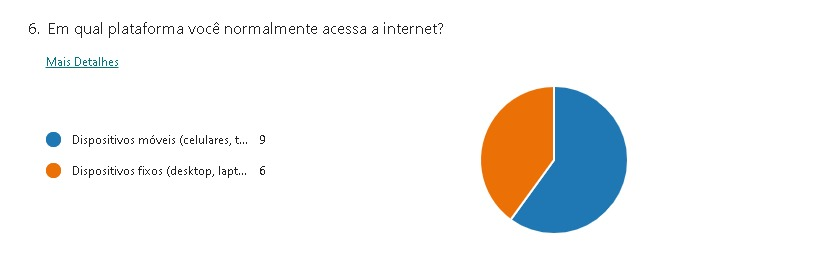 6. Em qual plataforma você normalmente acessa a internet?
Mais Detalhes
Dispositivos móveis (celulares, t... 9
Dispositivos fixos (desktop, lapt... 6